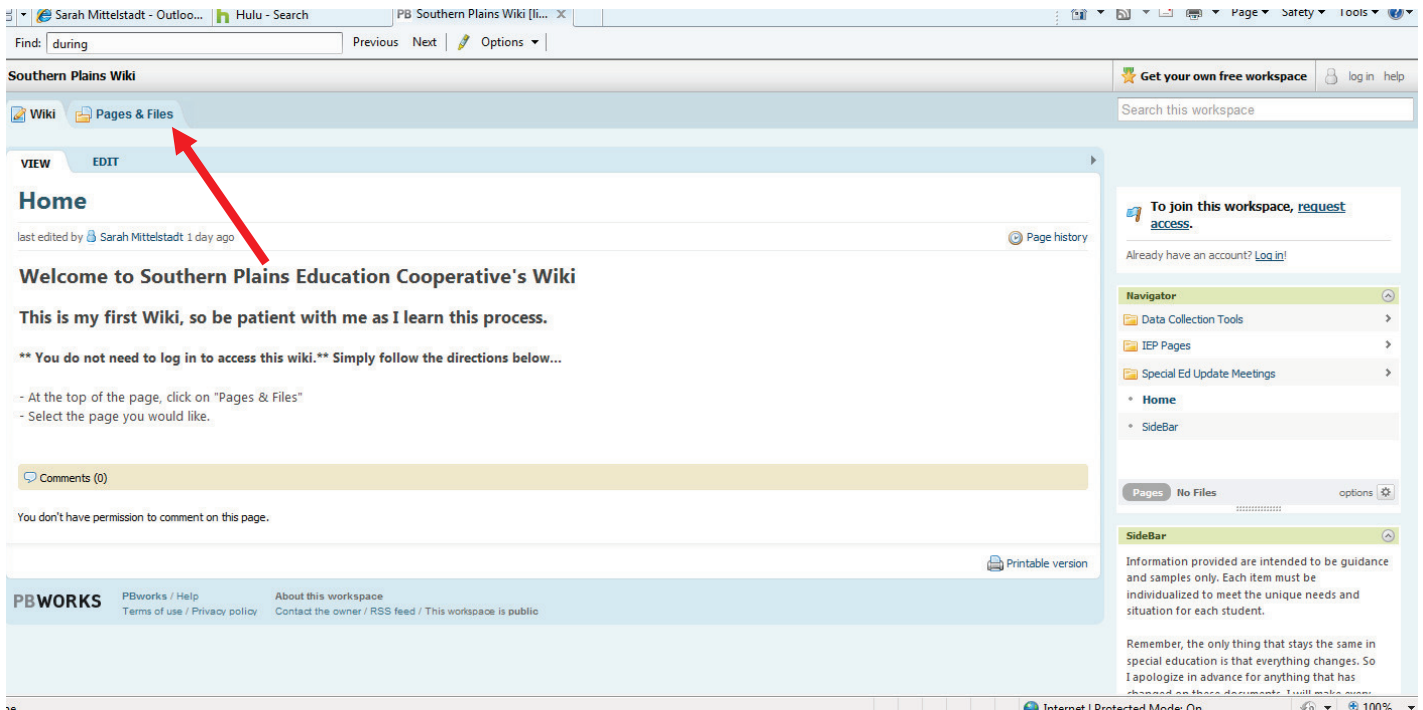 Sarah Mittelstadt - Outloo... Hulu - Search PB Southern Plains Wiki [li... X Page Safety Tools
Find: during Previous Next Options
Southern Plains Wiki Get your own free workspace log in help
Wiki Pages & Files Search this workspace
VIEW EDIT
Home
last edited by Sarah Mittelstadt 1 day ago Page history
Welcome to Southern Plains Education Cooperative's Wiki
This is my first Wiki, so be patient with me as I learn this process.
** You do not need to log in to access this wiki.** Simply follow the directions below...
- At the top of the page, click on "Pages & Files"
- Select the page you would like.
Comments (0)
You don't have permission to comment on this page.
Printable version
PBWORKS
PBworks / Help About this workspace
Terms of use / Privacy policy Contact the owner / RSS feed / This workspace is public
To join this workspace, request
access.
Already have an account? Log in!
Navigator
Data Collection Tools
IEP Pages
Special Ed Update Meetings
Home
SideBar
Pages No Files options
SideBar
Information provided are intended to be guidance
and samples only. Each item must be
individualized to meet the unique needs and
situation for each student.
Remember, the only thing that stays the same in
special education is that everything changes. So
I apologize in advance for anything that has
changed on these documents. I will make every
Internet | Protected Mode: On 100%